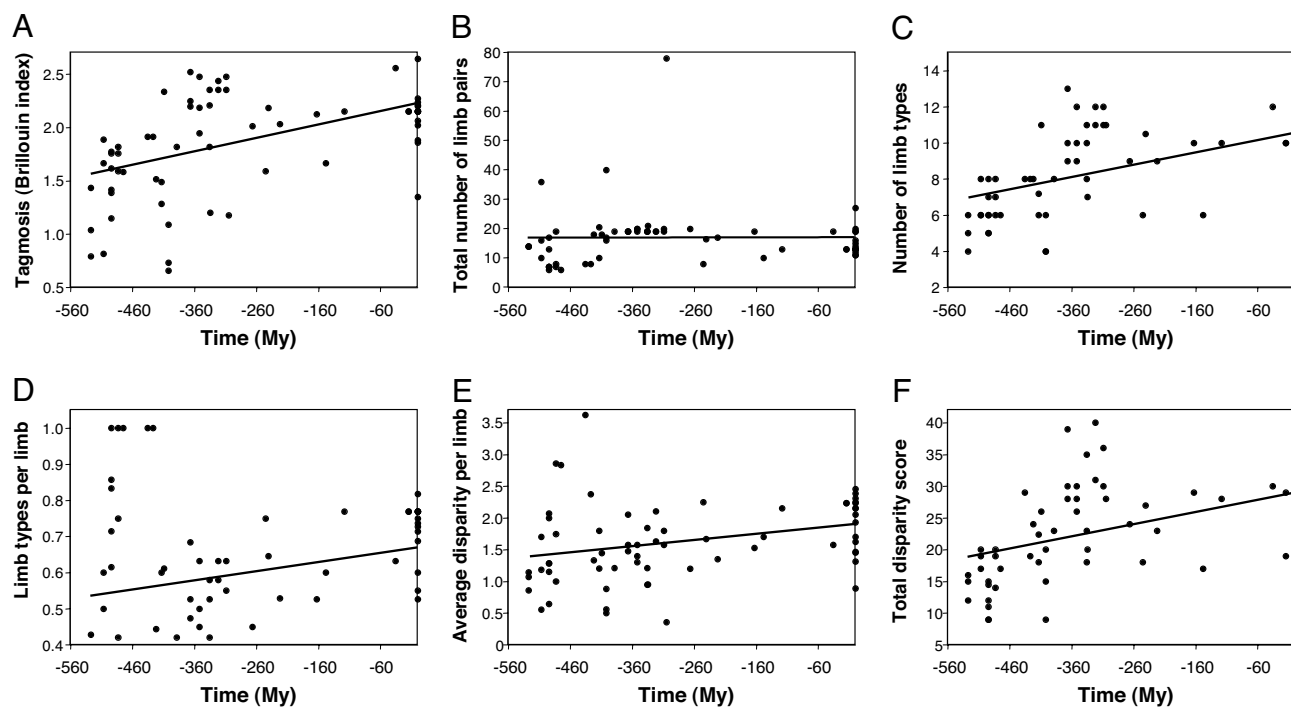 A
Tagmosis (Brillouin index)
2.5
2.0
1.5
1.0
0.5
-560 -460 -360 -260 -160 -60
Time (My)
B
Total number of limb pairs
80
70
60
50
40
30
20
10
0
-560 -460 -360 -260 -160 -60
Time (My)
C
Number of limb types
14
12
10
8
6
4
2
-560 -460 -360 -260 -160 -60
Time (My)
D
Limb types per limb
1.0
0.9
0.8
0.7
0.6
0.5
0.4
-560 -460 -360 -260 -160 -60
Time (My)
E
Average disparity per limb
3.5
3.0
2.5
2.0
1.5
1.0
0.5
0
-560 -460 -360 -260 -160 -60
Time (My)
F
Total disparity score
40
35
30
25
20
15
10
5
-560 -460 -360 -260 -160 -60
Time (My)